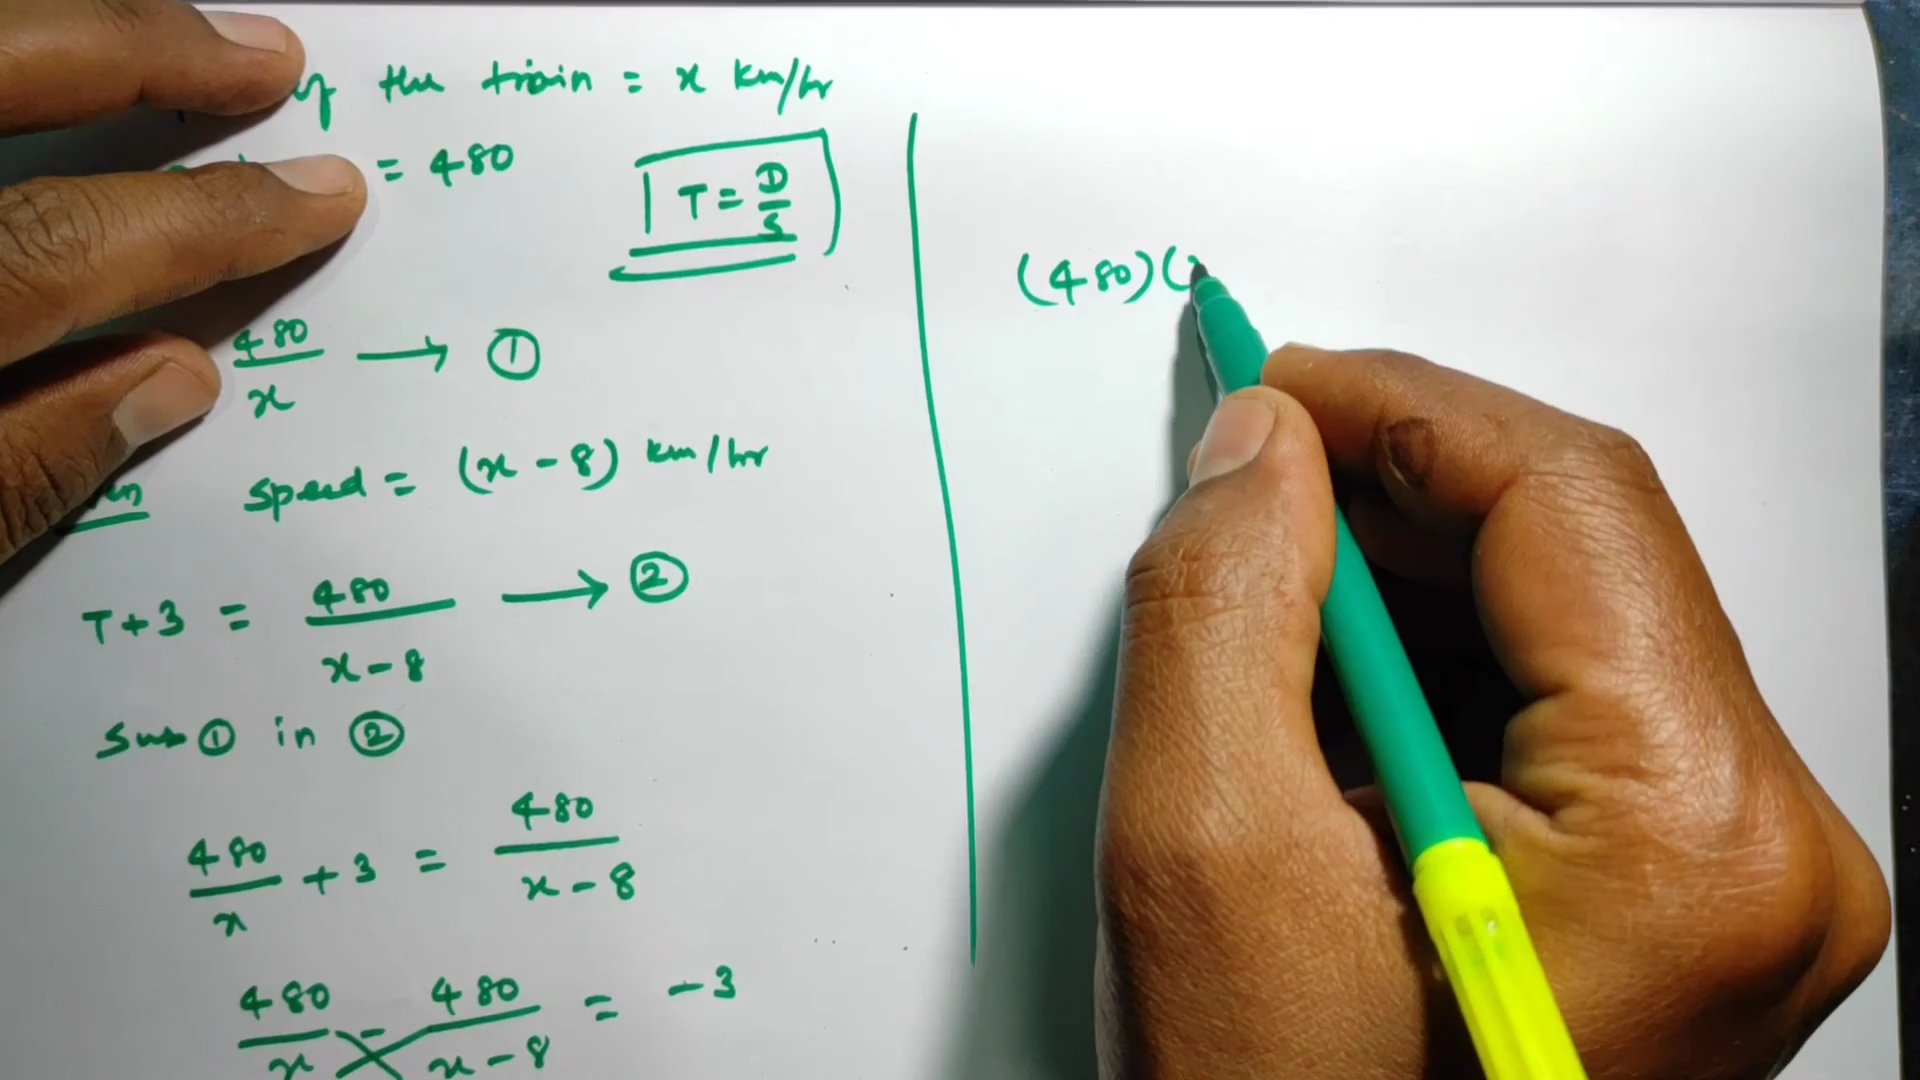 of the train = x km/hr
= 480
T = D/S
480/x → ①
speed = (x - 8) km/hr
T + 3 = 480/x - 8 → ②
Sub ① in ②
480/x + 3 = 480/x - 8
480/x - 480/x - 8 = - 3
(480)(